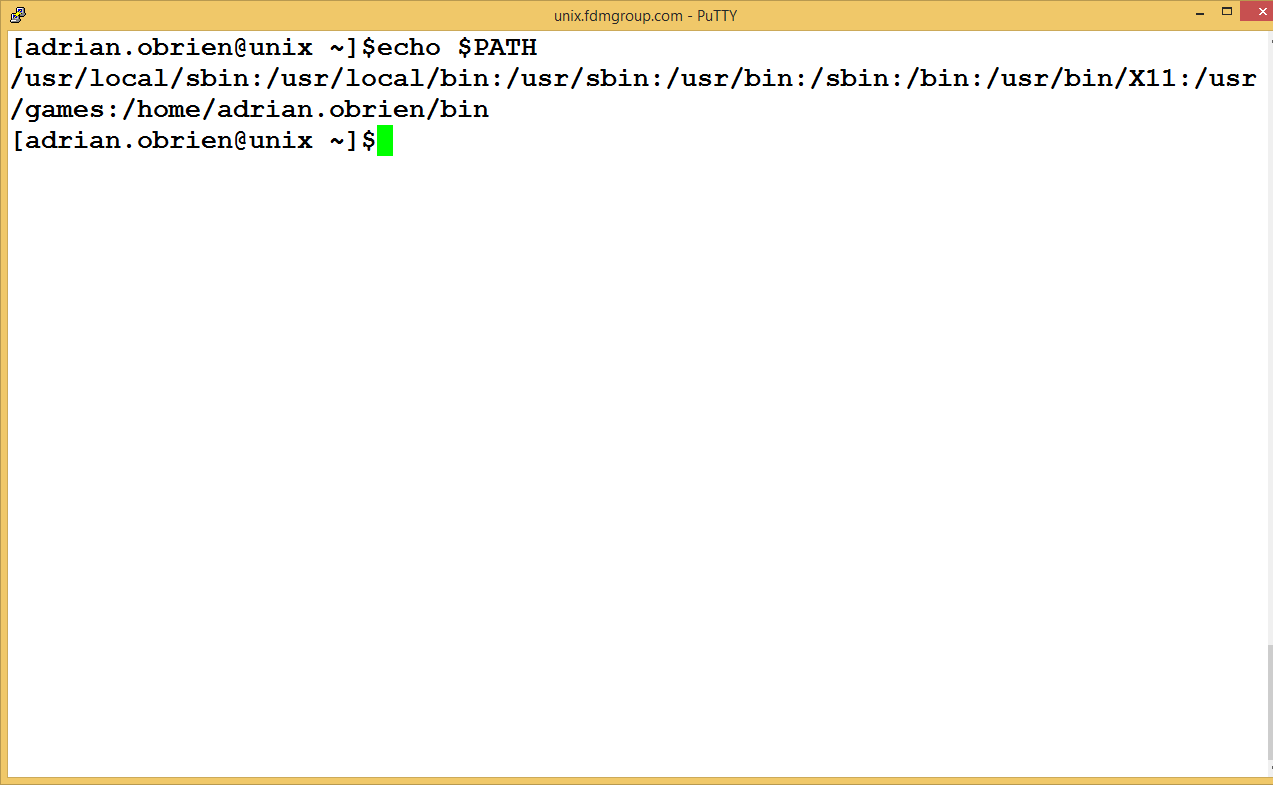 unix.fdmgroup.com - PuTTY
[adrian.obrien@unix ~]$echo $PATH
/usr/local/sbin:/usr/local/bin:/usr/sbin:/usr/bin:/sbin:/bin:/usr/bin/X11:/usr
/games:/home/adrian.obrien/bin
[adrian.obrien@unix ~]$